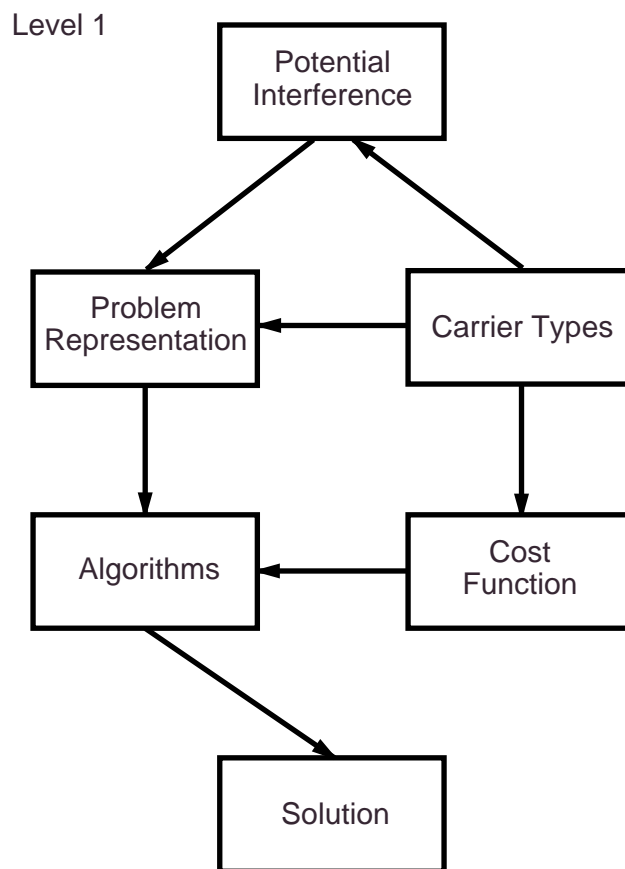 Level 1
Potential
Interference
Problem
Representation
Carrier Types
Algorithms
Cost
Function
Solution